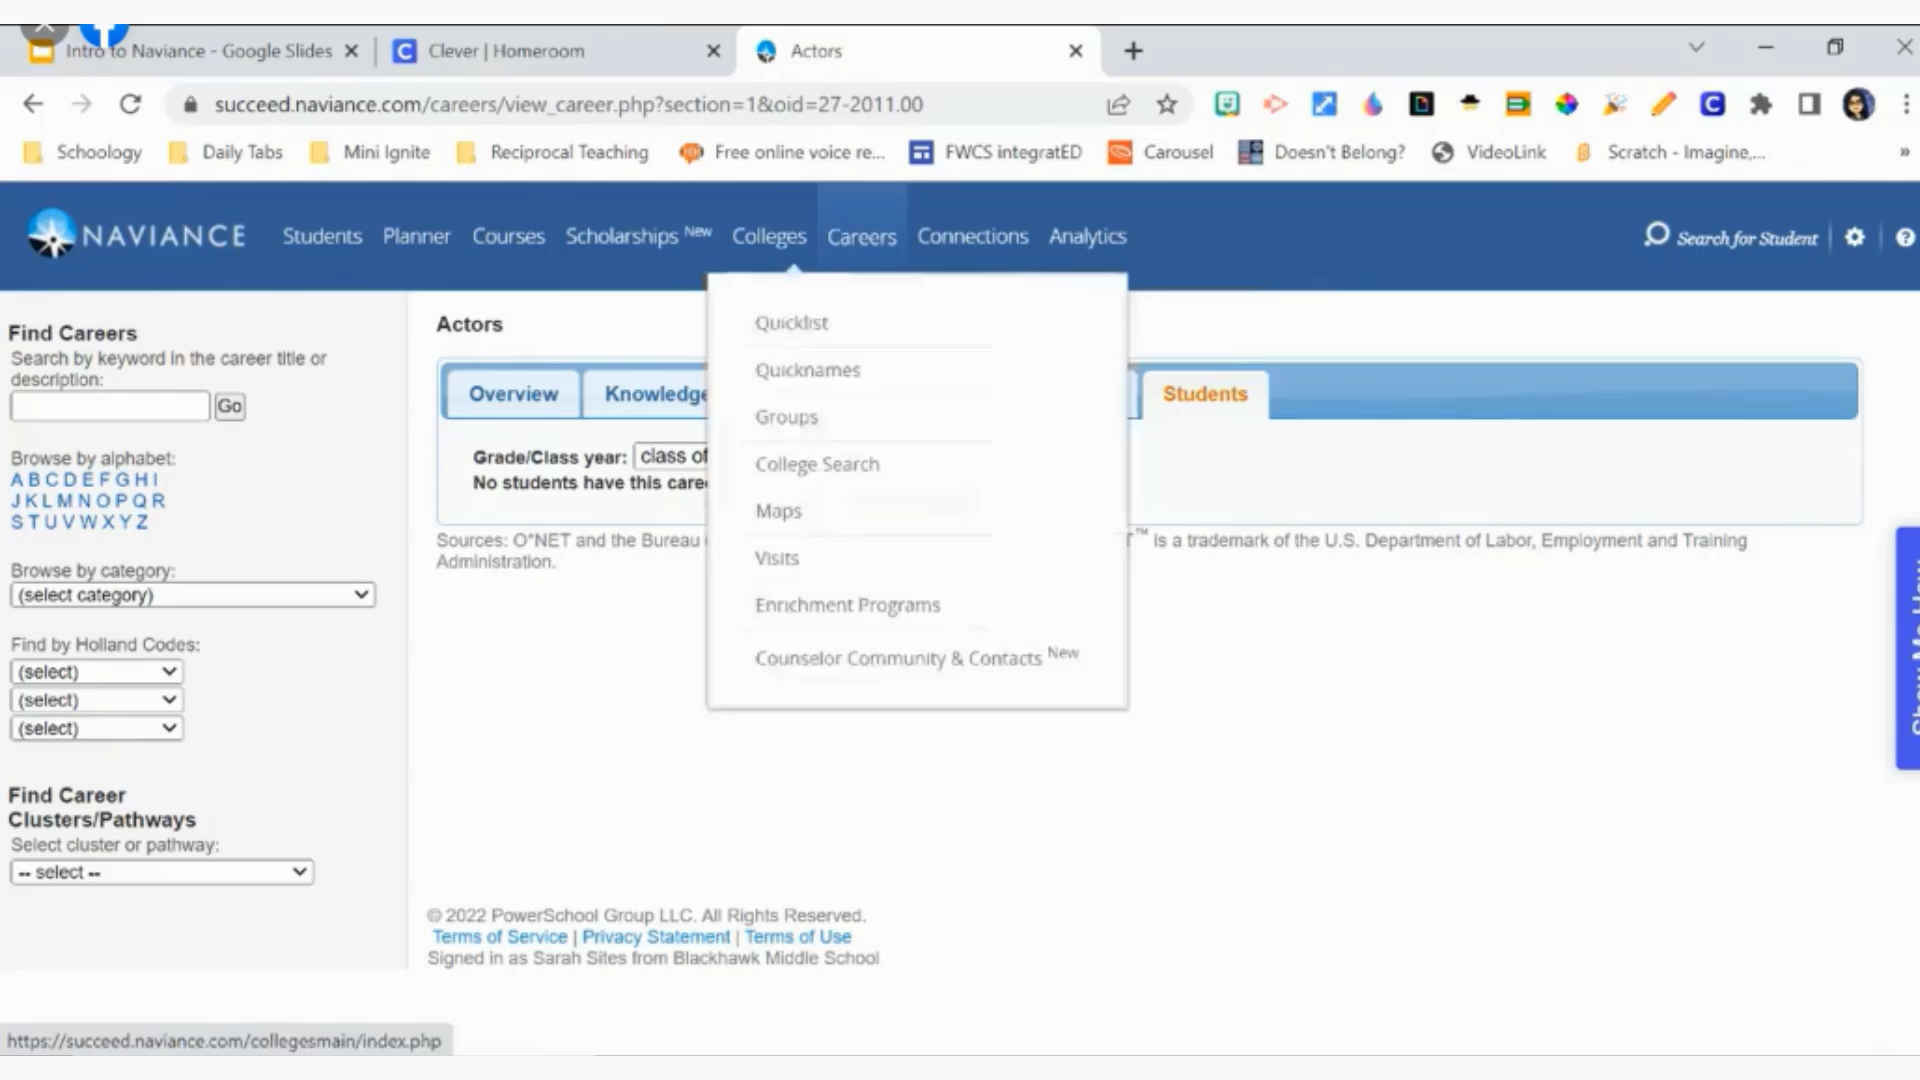 Intro to Naviance - Google Slides
Clever | Homeroom
Actors
succeed.naviance.com/careers/view_career.php?section=1&oid=27-2011.00
Schoology Daily Tabs Mini Ignite Reciprocal Teaching Free online voice re... FWCS integratED Carousel Doesn't Belong? VideoLink Scratch - Imagine,... »
NAVIANCE Students Planner Courses Scholarships New Colleges Careers Connections Analytics Search for Student
Find Careers
Search by keyword in the career title or
description:
Go
Browse by alphabet:
A B C D E F G H I
J K L M N O P Q R
S T U V W X Y Z
Browse by category:
(select category)
Find by Holland Codes:
(select)
(select)
(select)
Find Career
Clusters/Pathways
Select cluster or pathway:
-- select --
Actors
Overview Knowledge Students
Grade/Class year: class of
No students have this
Sources: O*NET and the Bureau
™ is a trademark of the U.S. Department of Labor, Employment and Training
Administration.
Quicklist
Quicknames
Groups
College Search
Maps
Visits
Enrichment Programs
Counselor Community & Contacts New
© 2022 PowerSchool Group LLC. All Rights Reserved.
Terms of Service | Privacy Statement | Terms of Use
Signed in as Sarah Sites from Blackhawk Middle School
https://succeed.naviance.com/collegesmain/index.php